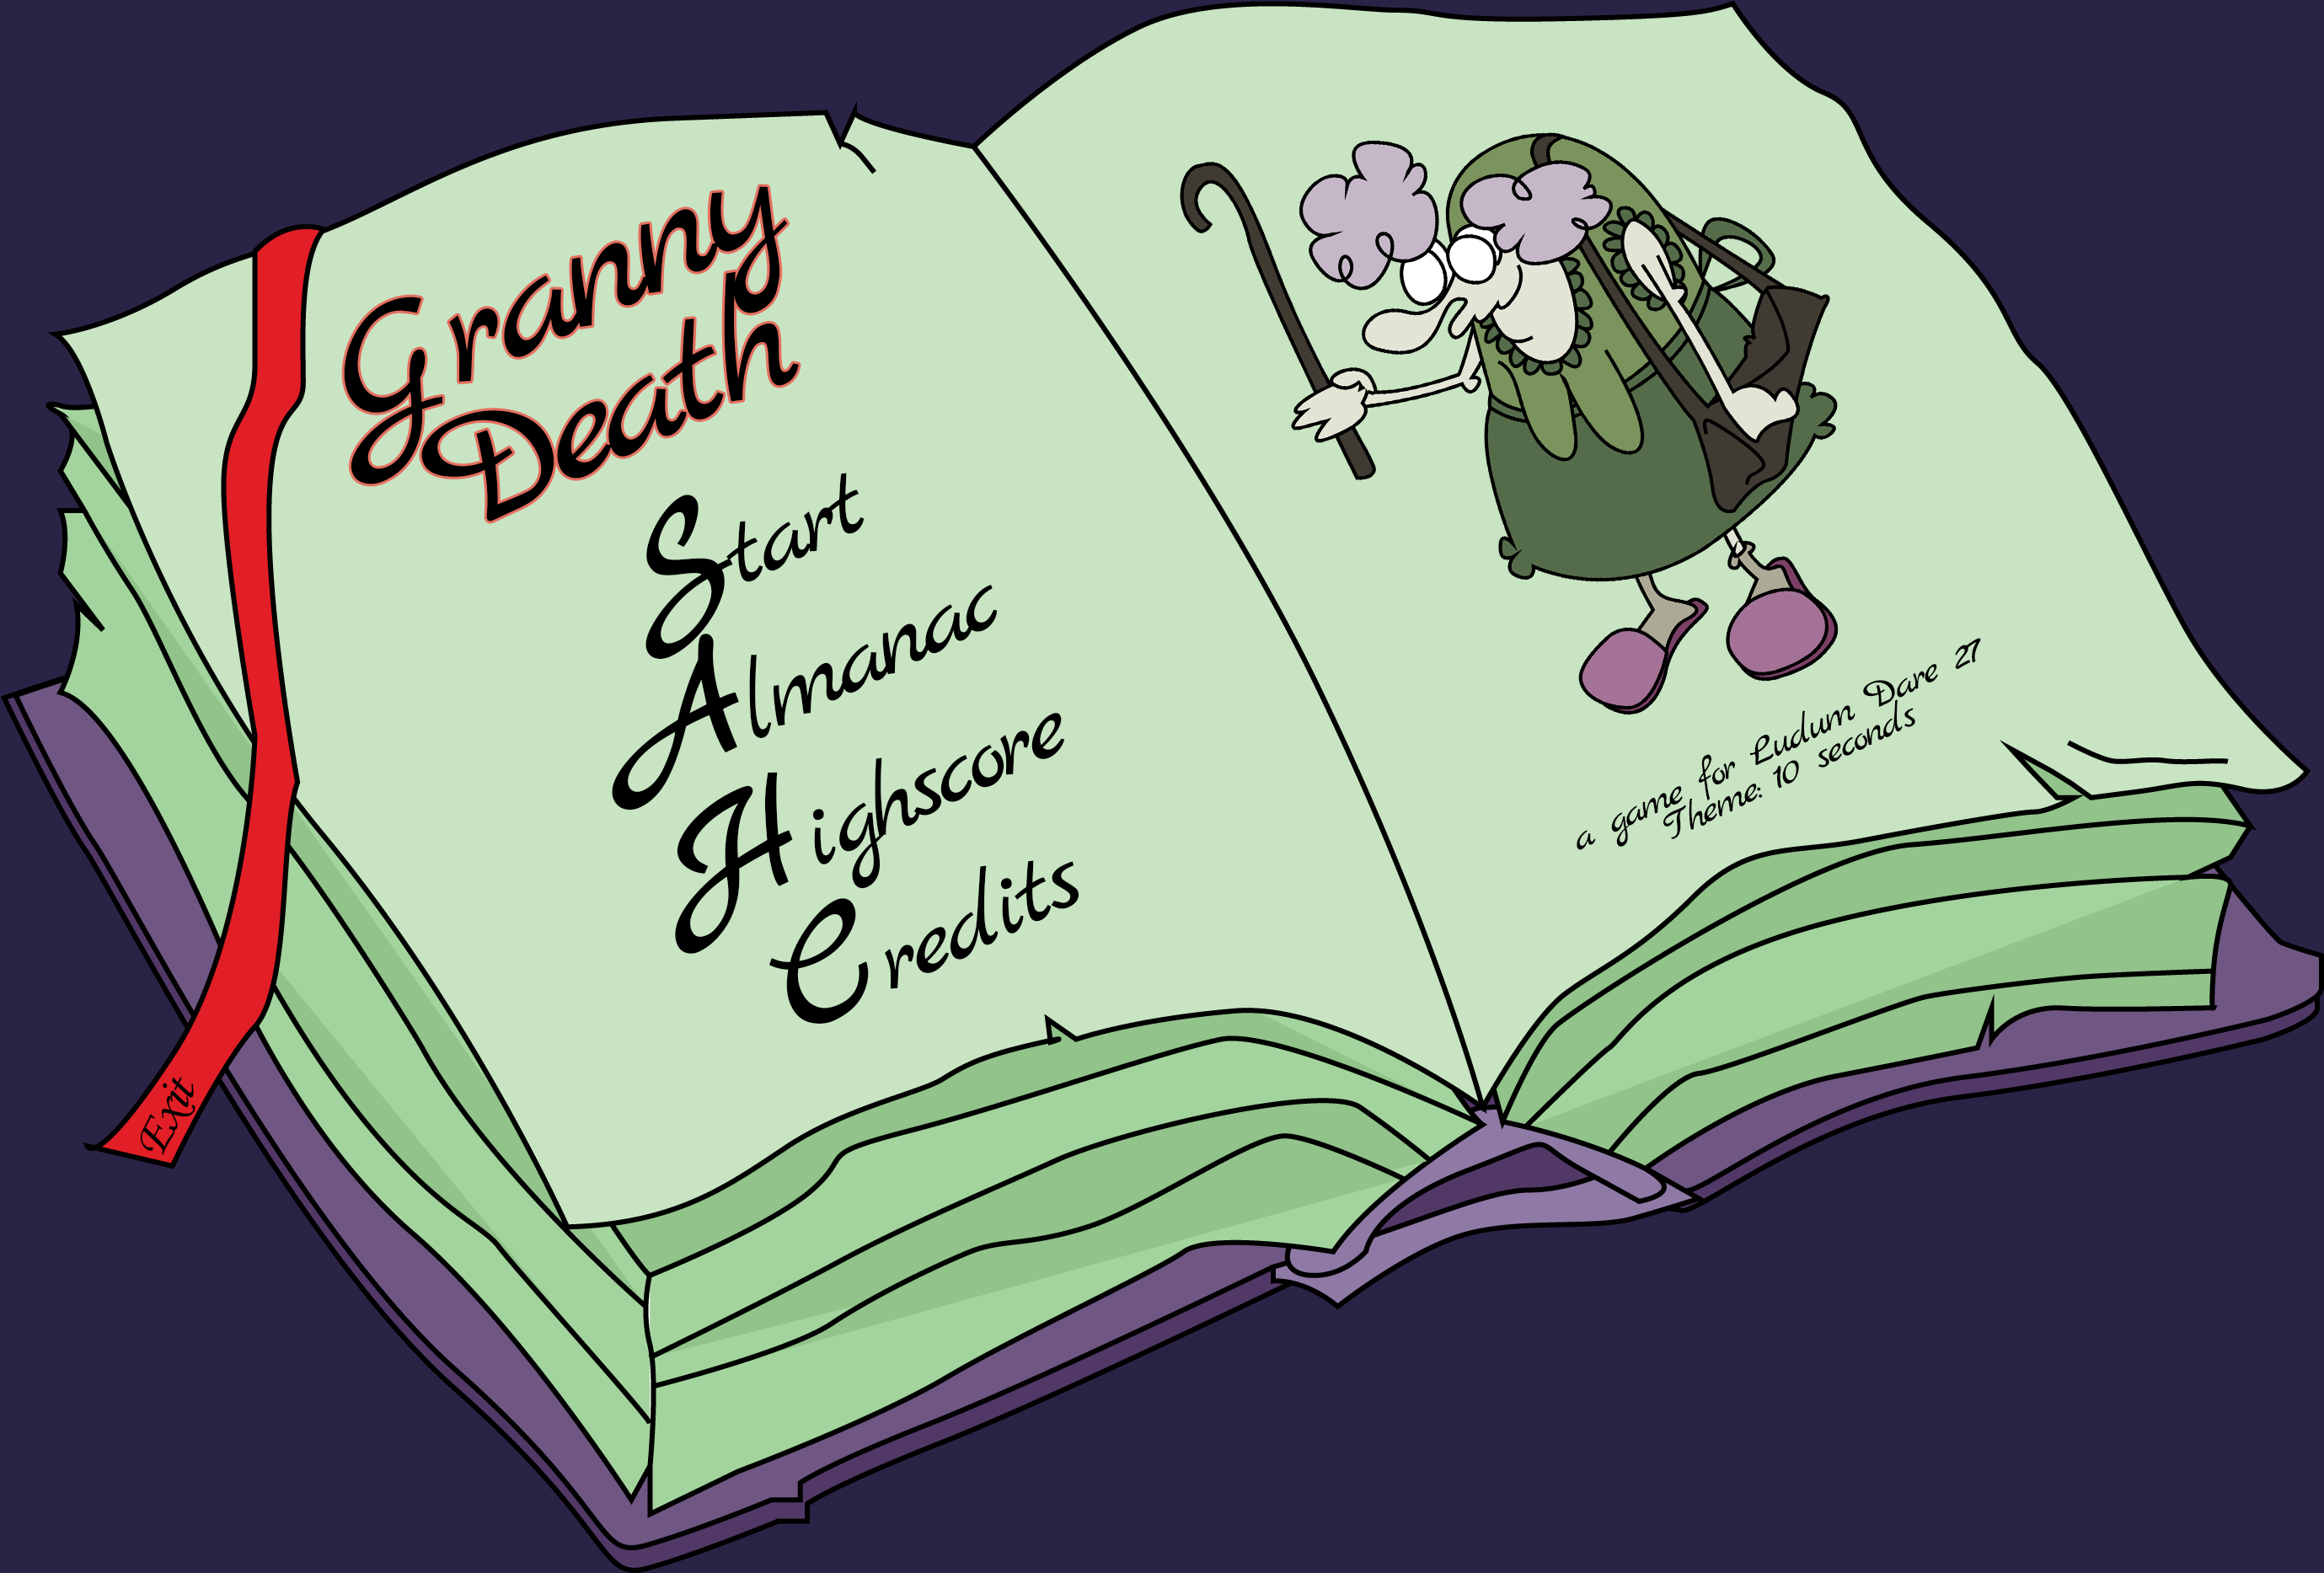 Granny
Death
Start
Almanac
Highscore
Credits
Exit
a game for Ludum Dare 27
Theme: 10 seconds